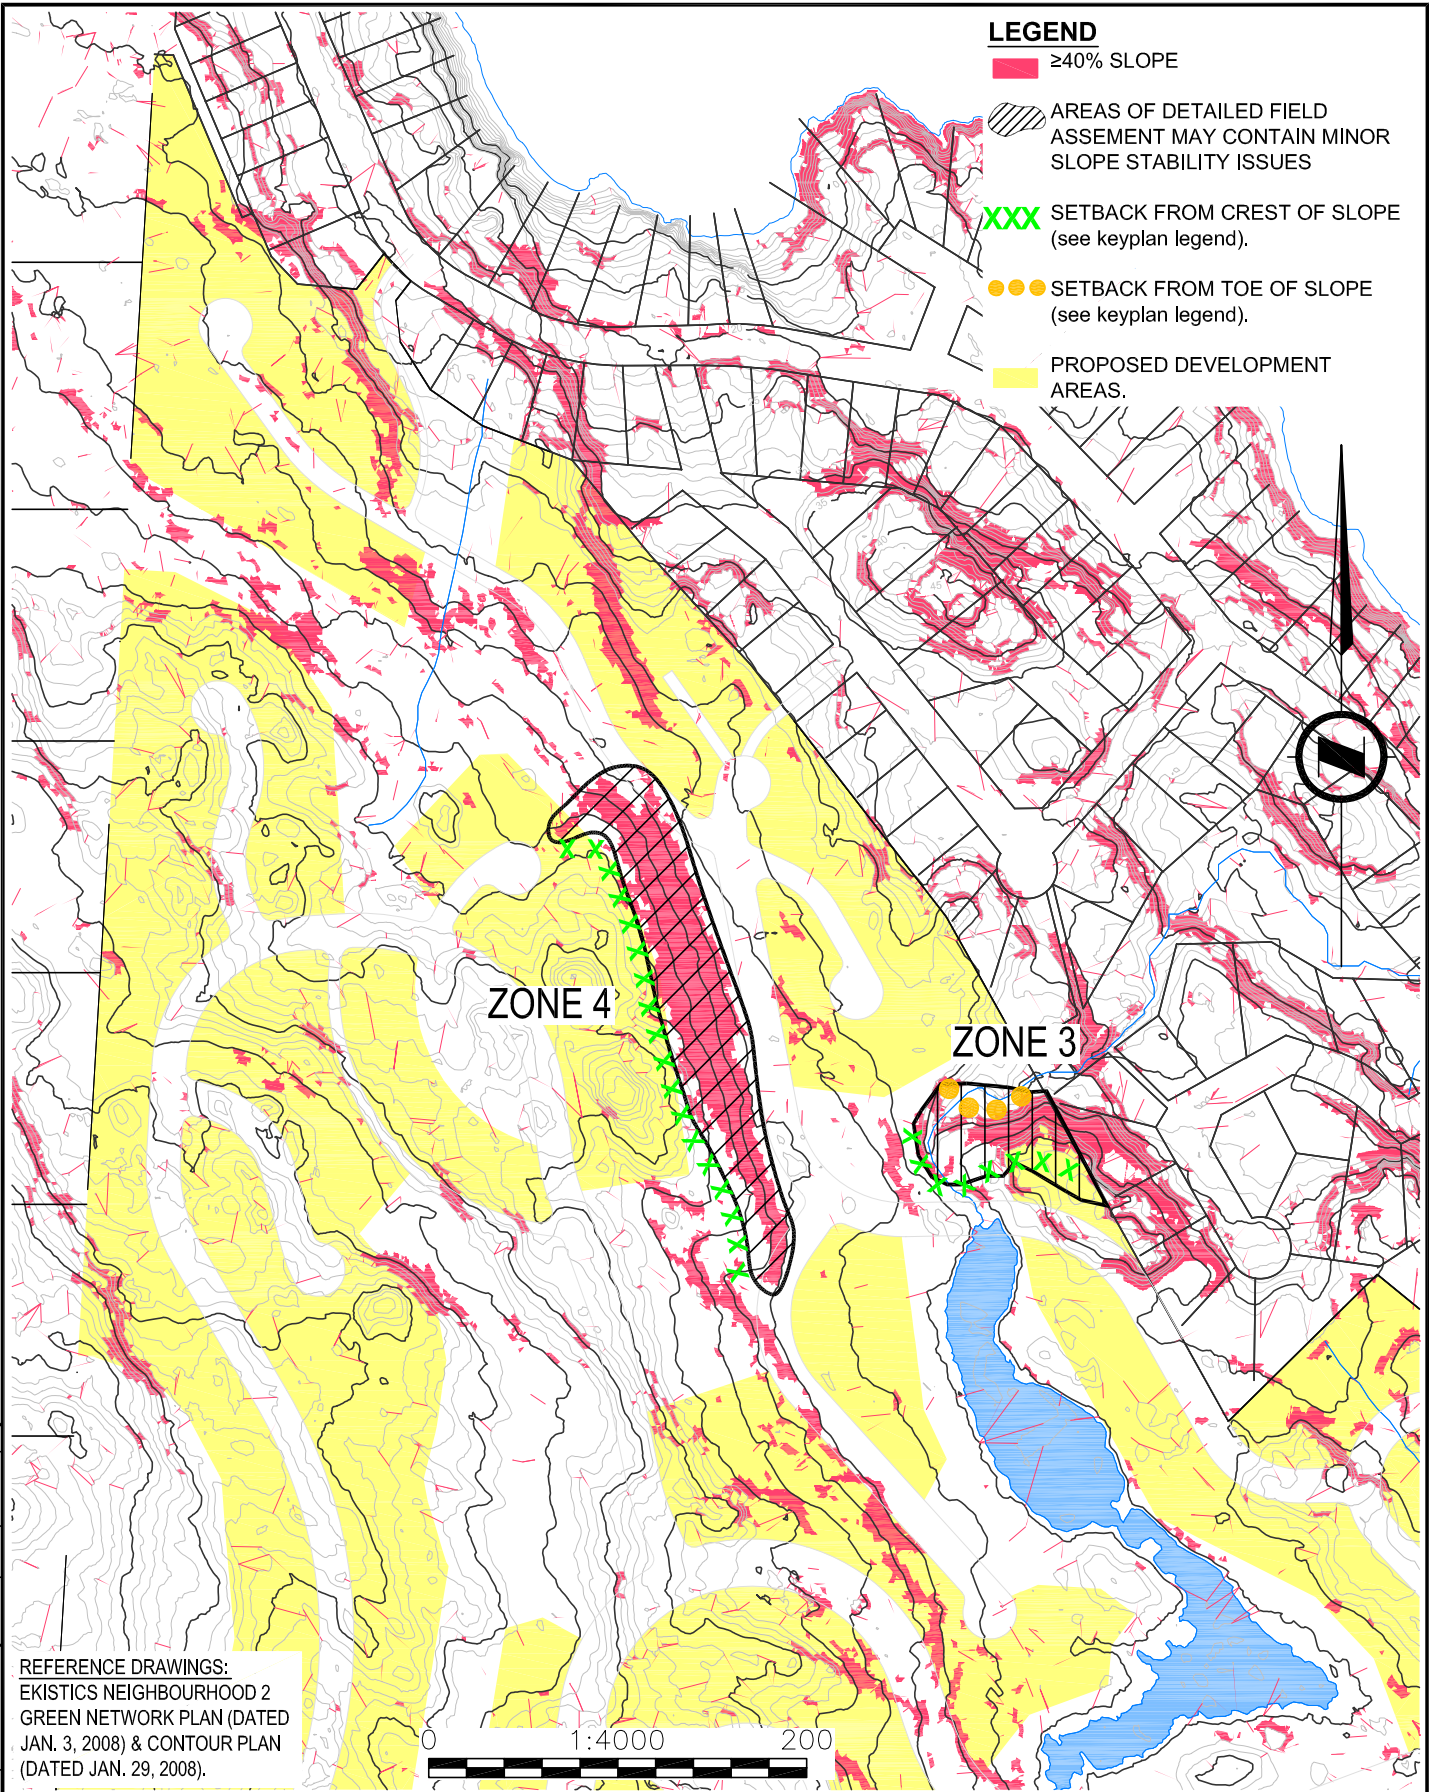 LEGEND
≥40% SLOPE
AREAS OF DETAILED FIELD
ASSEMENT MAY CONTAIN MINOR
SLOPE STABILITY ISSUES
XXX SETBACK FROM CREST OF SLOPE
(see keyplan legend).
SETBACK FROM TOE OF SLOPE
(see keyplan legend).
PROPOSED DEVELOPMENT
AREAS.
ZONE 4
ZONE 3
REFERENCE DRAWINGS:
EKISTICS NEIGHBOURHOOD 2
GREEN NETWORK PLAN (DATED
JAN. 3, 2008) & CONTOUR PLAN
(DATED JAN. 29, 2008).
0 1:4000 200